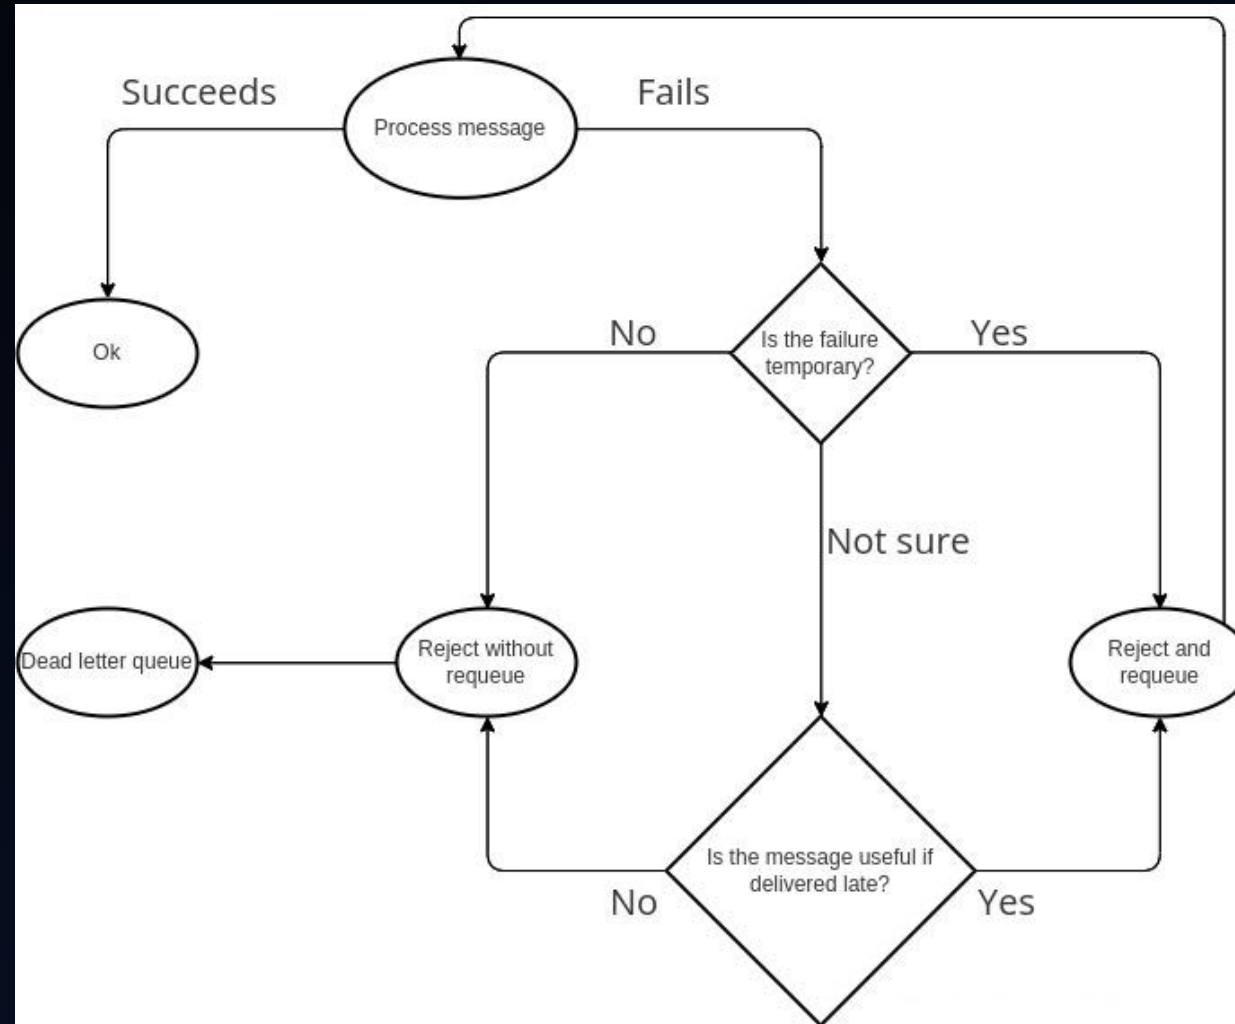 Succeeds
Fails
Process message
No
Is the failure
temporary?
Yes
Ok
Not sure
Dead letter queue
Reject without
requeue
Reject and
requeue
Is the message useful if
delivered late?
No
Yes